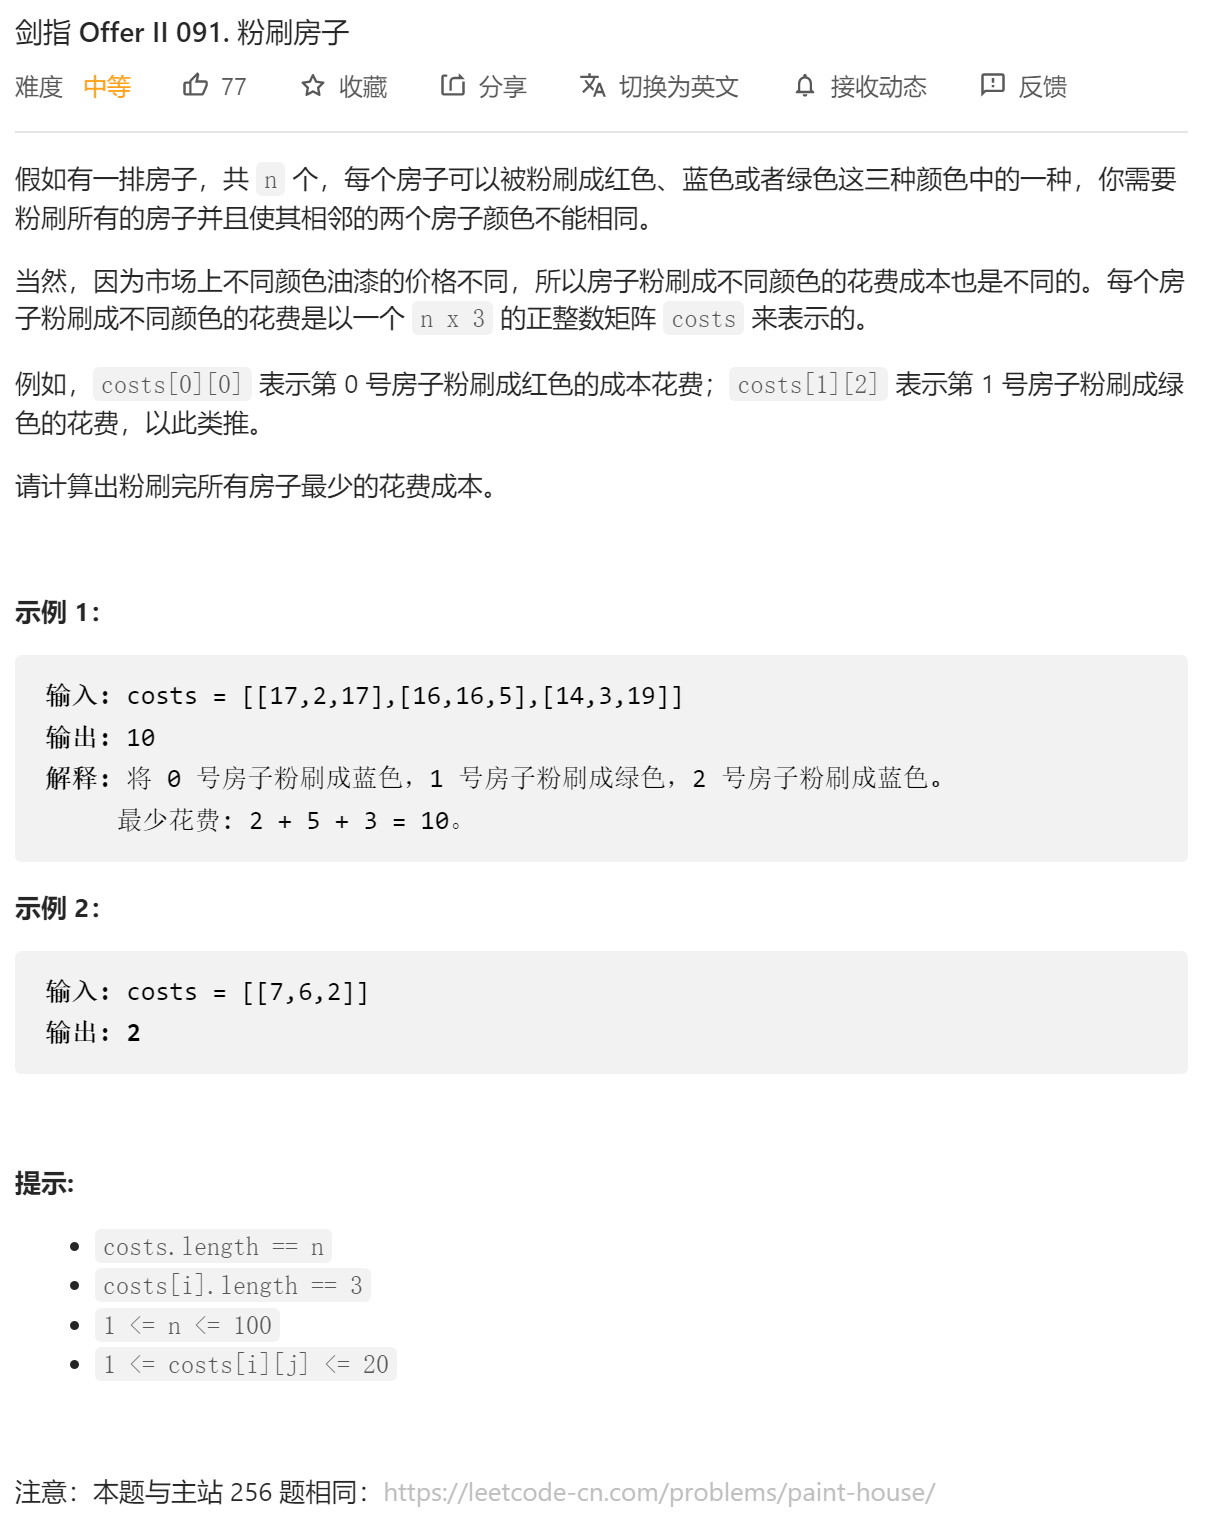 剑指 Offer II 091. 粉刷房子
难度 中等 77 收藏 分享 切换为英文 接收动态 反馈
假如有一排房子，共 n 个，每个房子可以被粉刷成红色、蓝色或者绿色这三种颜色中的一种，你需要
粉刷所有的房子并且使其相邻的两个房子颜色不能相同。
当然，因为市场上不同颜色油漆的价格不同，所以房子粉刷成不同颜色的花费成本也是不同的。每个房
子粉刷成不同颜色的花费是以一个 n x 3 的正整数矩阵 costs 来表示的。
例如，costs[0][0] 表示第 0 号房子粉刷成红色的成本花费；costs[1][2] 表示第 1 号房子粉刷成绿
色的花费，以此类推。
请计算出粉刷完所有房子最少的花费成本。
示例 1：
输入: costs = [[17,2,17],[16,16,5],[14,3,19]]
输出: 10
解释: 将 0 号房子粉刷成蓝色，1 号房子粉刷成绿色，2 号房子粉刷成蓝色。
最少花费: 2 + 5 + 3 = 10。
示例 2：
输入: costs = [[7,6,2]]
输出: 2
提示:
costs.length == n
costs[i].length == 3
1 <= n <= 100
1 <= costs[i][j] <= 20
注意：本题与主站 256 题相同：https://leetcode-cn.com/problems/paint-house/